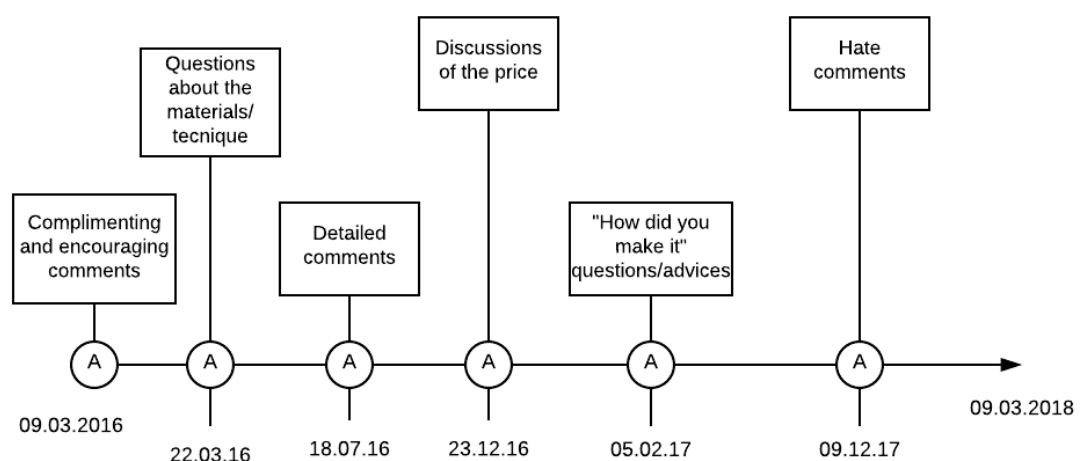 Questions
about the
materials/
tecnique
Discussions
of the price
Hate
comments
Complimenting
and encouraging
comments
Detailed
comments
"How did you
make it"
questions/advices
A
A
A
A
A
A
09.03.2016
22.03.16
18.07.16
23.12.16
05.02.17
09.12.17
09.03.2018